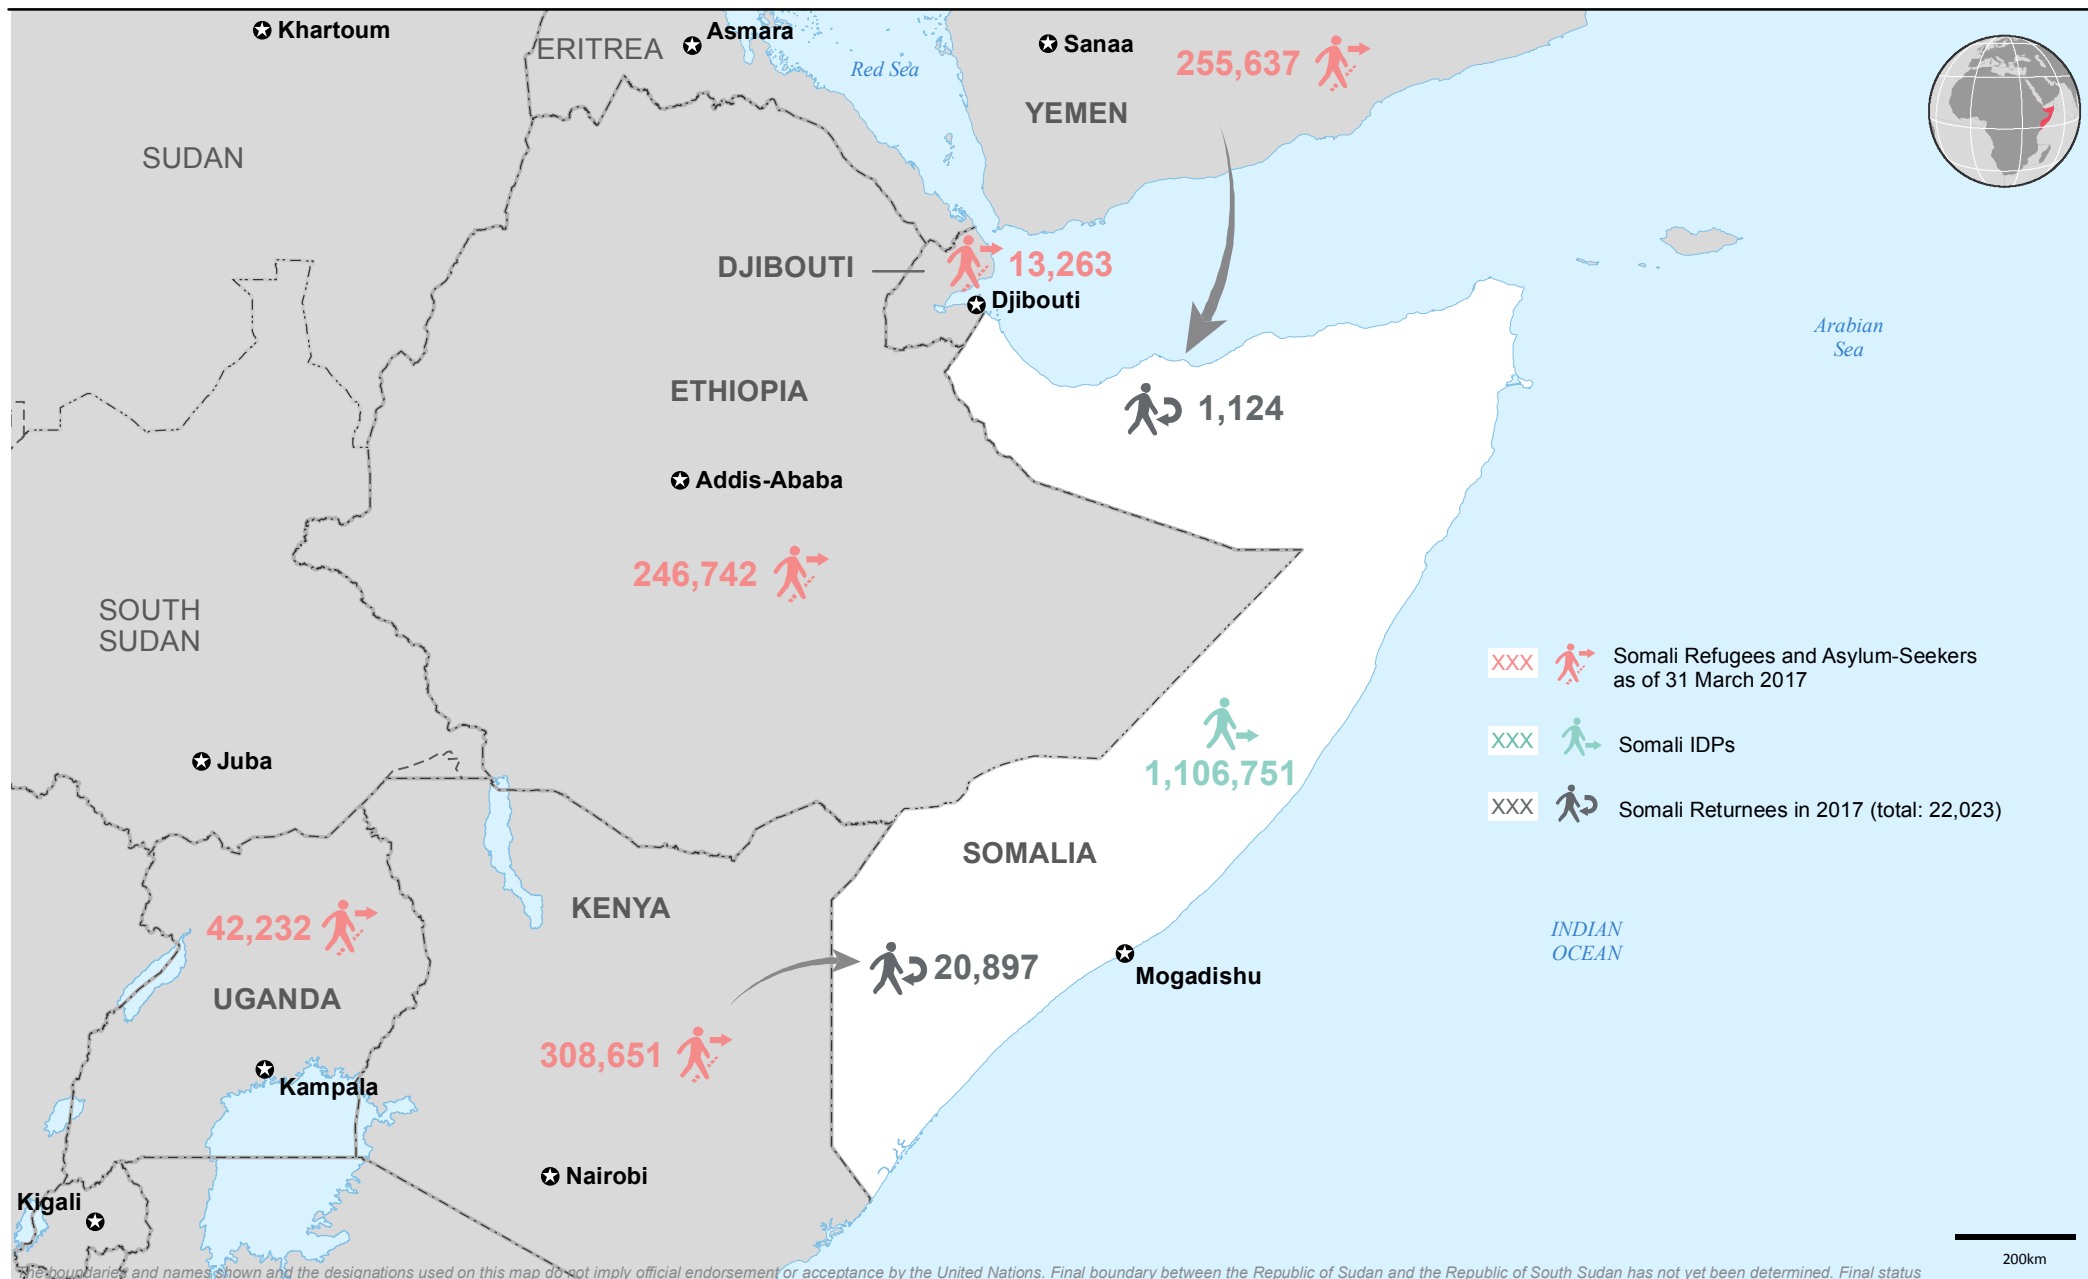 Khartoum
Asmara
ERITREA
Red Sea
Sanaa
255,637
YEMEN
SUDAN
DJIBOUTI
13,263
Djibouti
Arabian
Sea
ETHIOPIA
1,124
Addis-Ababa
246,742
SOUTH
SUDAN
XXX Somali Refugees and Asylum-Seekers
as of 31 March 2017
XXX Somali IDPs
XXX Somali Returnees in 2017 (total: 22,023)
1,106,751
Juba
SOMALIA
KENYA
42,232
INDIAN
OCEAN
20,897
Mogadishu
UGANDA
308,651
Kampala
Nairobi
Kigali
200km
The boundaries and names shown and the designations used on this map do not imply official endorsement or acceptance by the United Nations. Final boundary between the Republic of Sudan and the Republic of South Sudan has not yet been determined. Final status